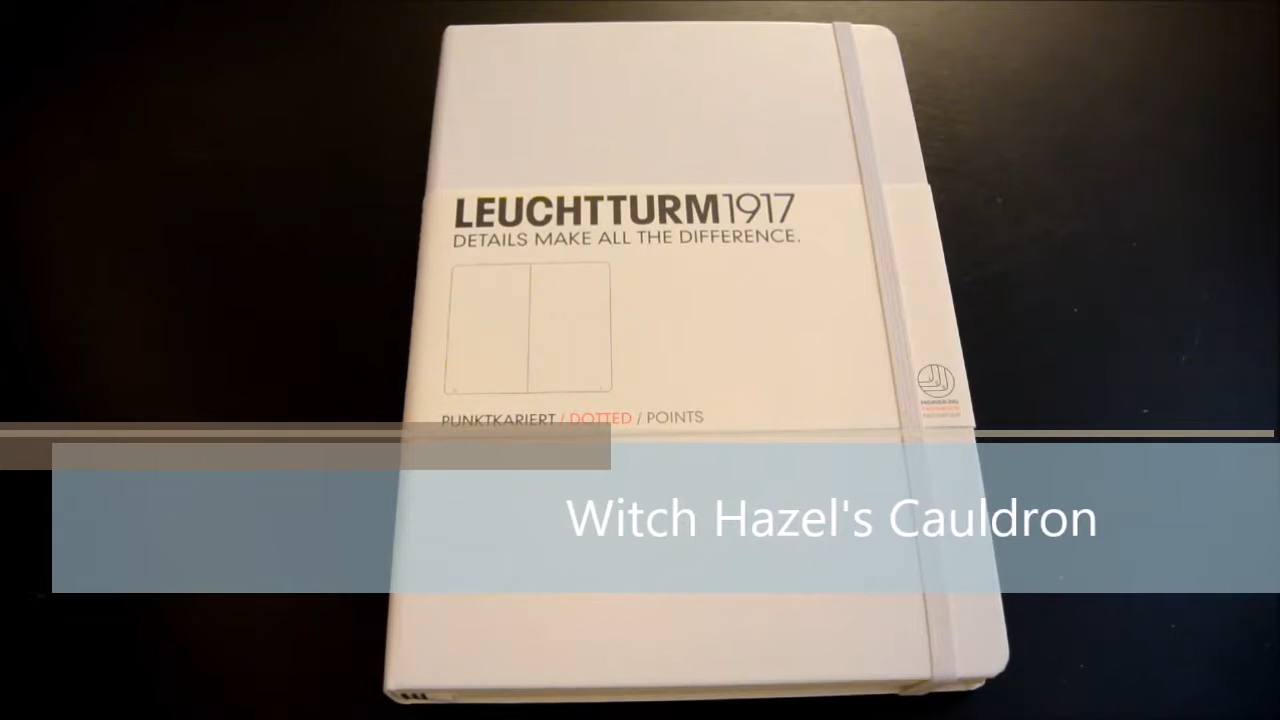 LEUCHTTURM1917
DETAILS MAKE ALL THE DIFFERENCE.
PUNKTKARIERT / DOTTED / POINTS
Witch Hazel's Cauldron